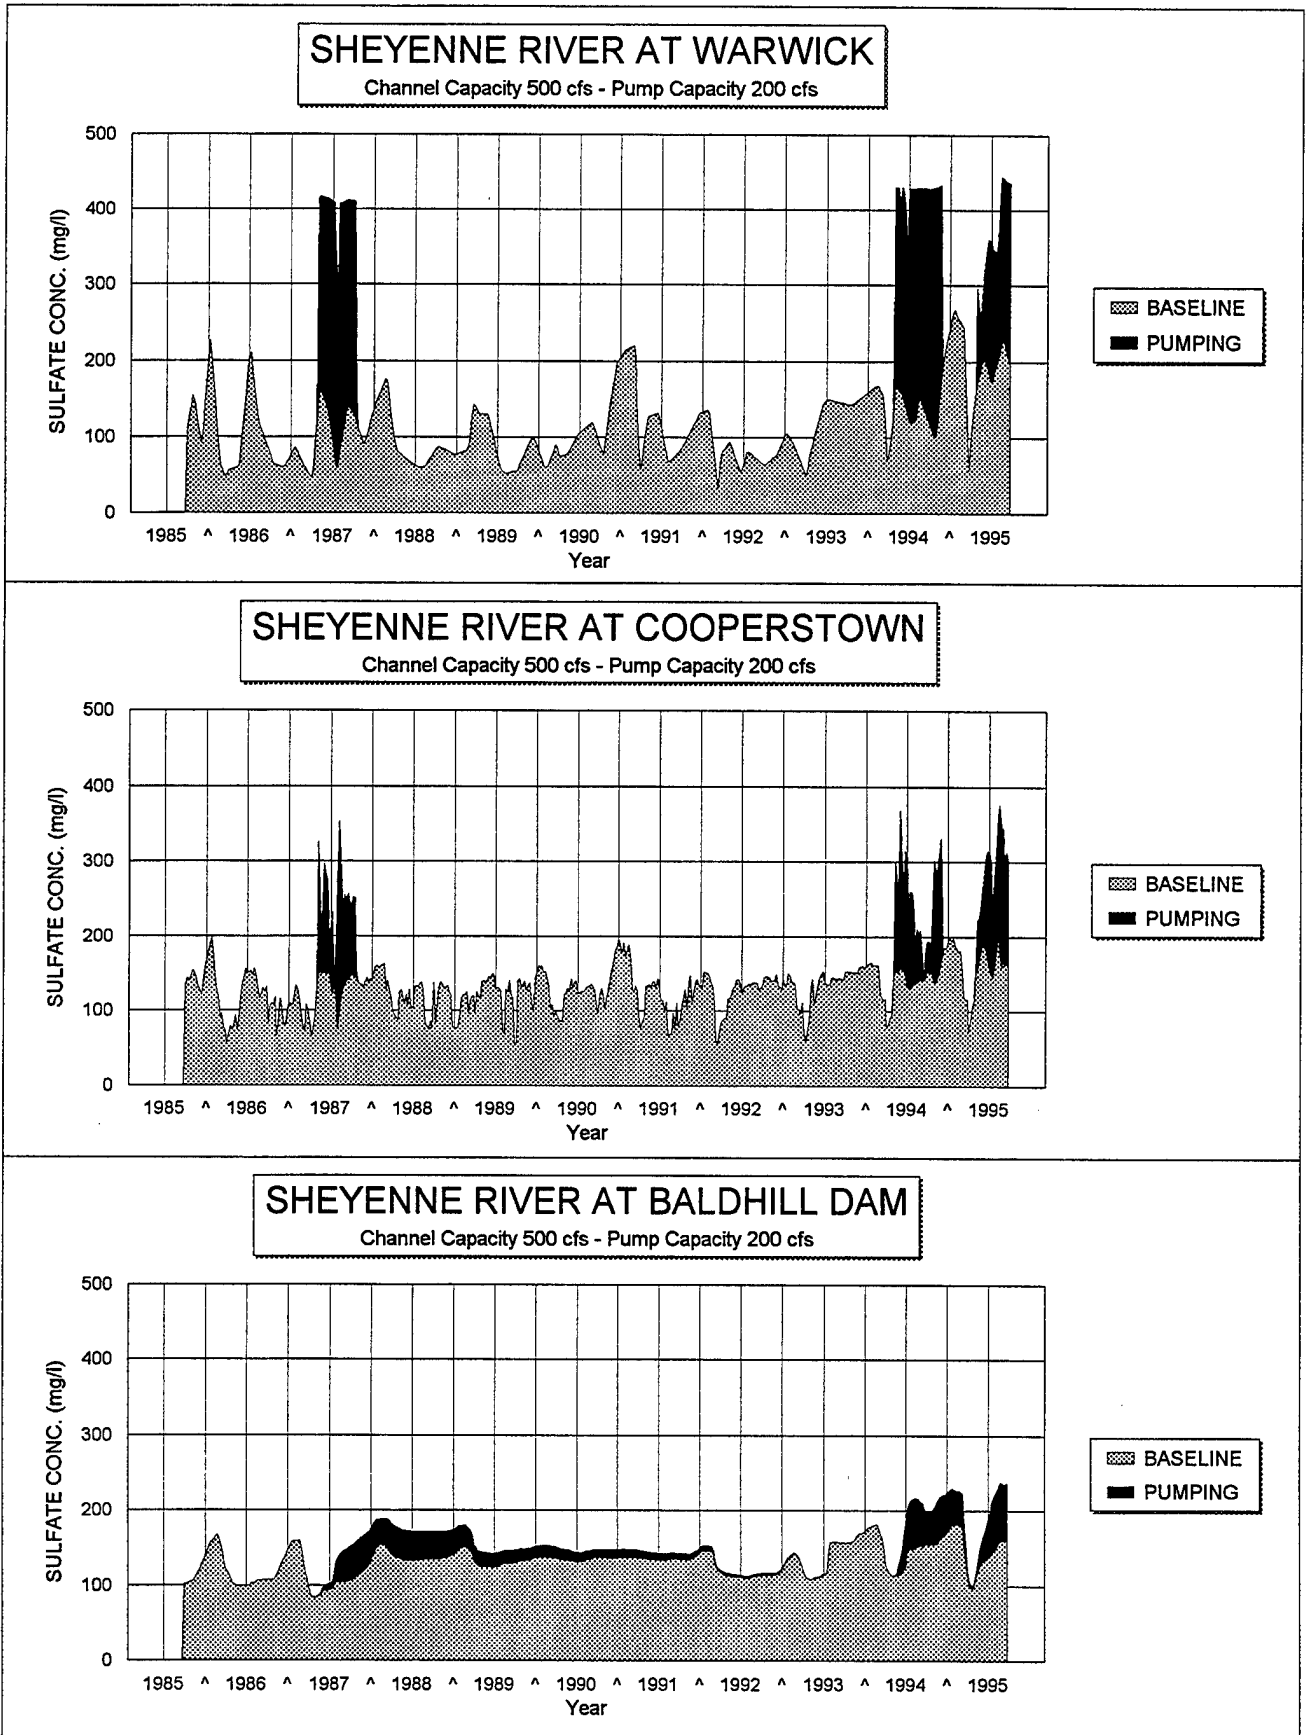 SHEYENNE RIVER AT WARWICK
Channel Capacity 500 cfs - Pump Capacity 200 cfs
500
400
300
200
100
0
SULFATE CONC. (mg/l)
1985 ^ 1986 ^ 1987 ^ 1988 ^ 1989 ^ 1990 ^ 1991 ^ 1992 ^ 1993 ^ 1994 ^ 1995
Year
BASELINE
PUMPING
SHEYENNE RIVER AT COOPERSTOWN
Channel Capacity 500 cfs - Pump Capacity 200 cfs
500
400
300
200
100
0
SULFATE CONC. (mg/l)
1985 ^ 1986 ^ 1987 ^ 1988 ^ 1989 ^ 1990 ^ 1991 ^ 1992 ^ 1993 ^ 1994 ^ 1995
Year
BASELINE
PUMPING
SHEYENNE RIVER AT BALDHILL DAM
Channel Capacity 500 cfs - Pump Capacity 200 cfs
500
400
300
200
100
0
SULFATE CONC. (mg/l)
1985 ^ 1986 ^ 1987 ^ 1988 ^ 1989 ^ 1990 ^ 1991 ^ 1992 ^ 1993 ^ 1994 ^ 1995
Year
BASELINE
PUMPING